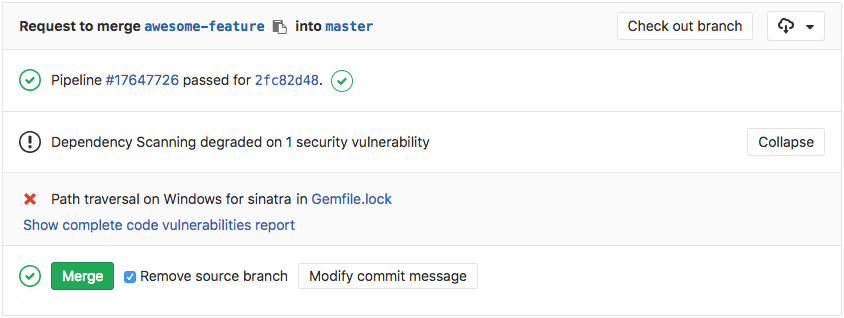 Request to merge awesome-feature into master Check out branch
Pipeline #17647726 passed for 2fc82d48.
Dependency Scanning degraded on 1 security vulnerability Collapse
Path traversal on Windows for sinatra in Gemfile.lock
Show complete code vulnerabilities report
Merge Remove source branch Modify commit message